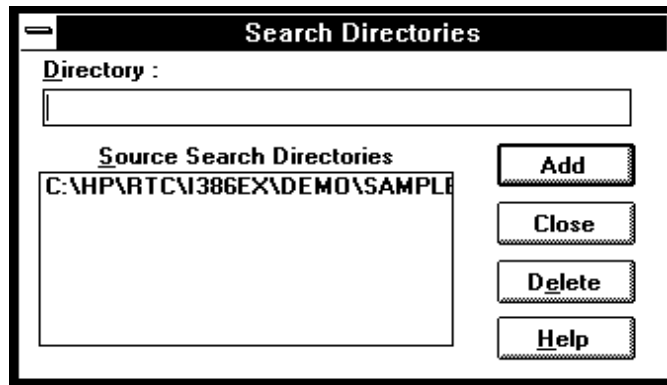 Search Directories
Directory :
Source Search Directories
C:\HP\RTC\I386EX\DEMO\SAMPLE
Add
Close
Delete
Help